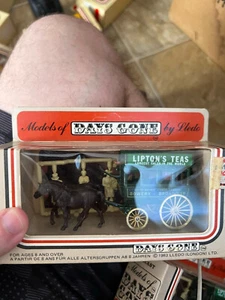 Models of DAYS GONE by Lledo
LIPTON'S TEAS
FOR AGES 8 AND OVER
DAYS GONE
A PARTIR DE 8 ANS FÜR ALLE ALTERSGRUPPEN AB 8 JAHREN
© 1983 LLEDO (LONDON) LTD